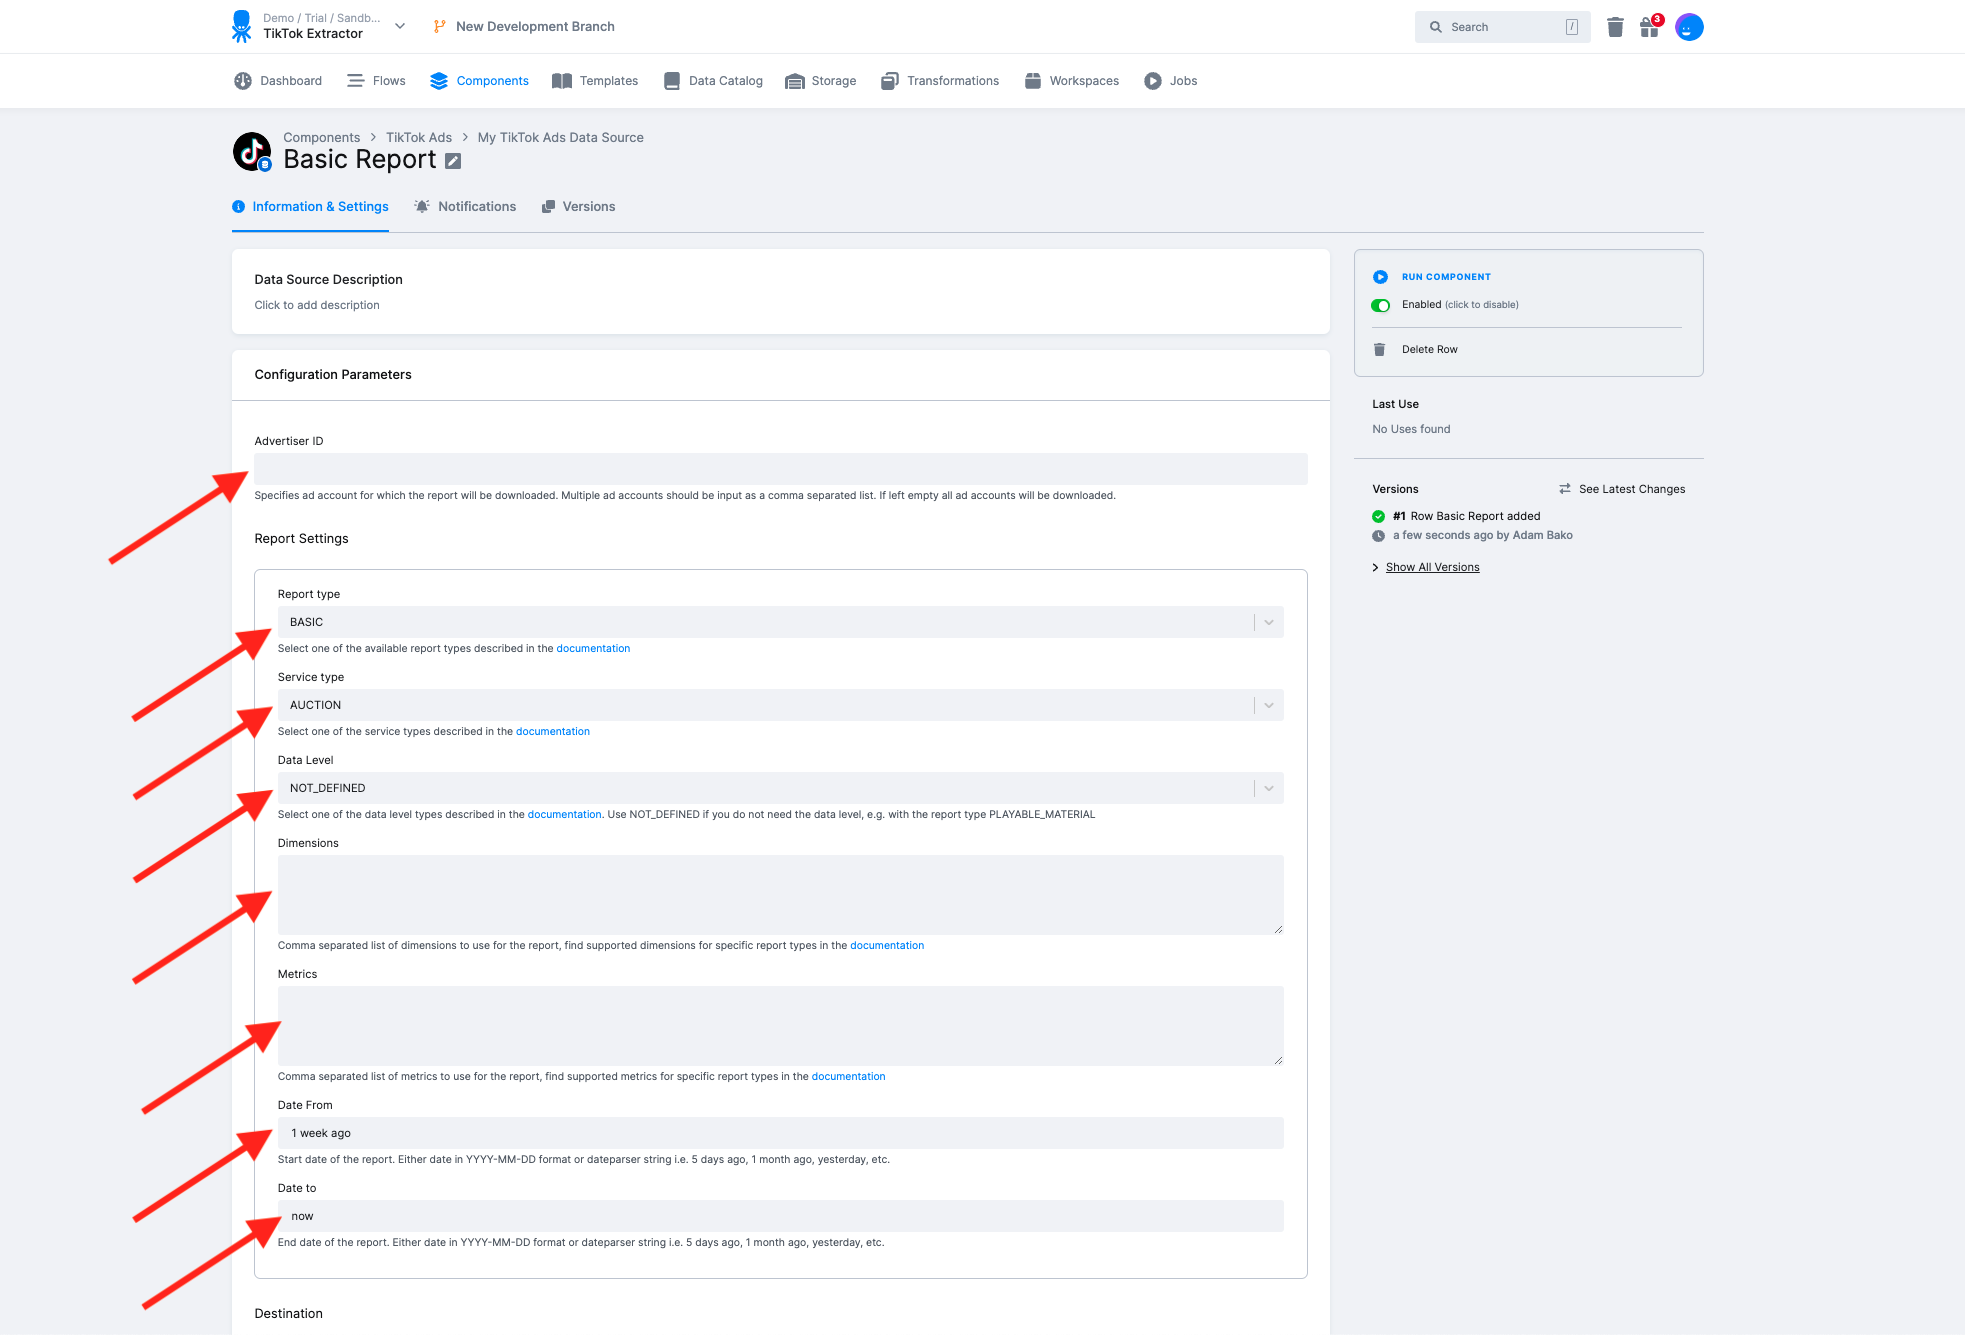 Demo / Trial / Sandb...
TikTok Extractor
New Development Branch
Search
/
3
Dashboard
Flows
Components
Templates
Data Catalog
Storage
Transformations
Workspaces
Jobs
Components > TikTok Ads > My TikTok Ads Data Source
Basic Report
Information & Settings
Notifications
Versions
Data Source Description
Click to add description
Configuration Parameters
Advertiser ID
Specifies ad account for which the report will be downloaded. Multiple ad accounts should be input as a comma separated list. If left empty all ad accounts will be downloaded.
Report Settings
Report type
BASIC
Select one of the available report types described in the documentation
Service type
AUCTION
Select one of the service types described in the documentation
Data Level
NOT_DEFINED
Select one of the data level types described in the documentation. Use NOT_DEFINED if you do not need the data level, e.g. with the report type PLAYABLE_MATERIAL
Dimensions
Comma separated list of dimensions to use for the report, find supported dimensions for specific report types in the documentation
Metrics
Comma separated list of metrics to use for the report, find supported metrics for specific report types in the documentation
Date From
1 week ago
Start date of the report. Either date in YYYY-MM-DD format or dateparser string i.e. 5 days ago, 1 month ago, yesterday, etc.
Date to
now
End date of the report. Either date in YYYY-MM-DD format or dateparser string i.e. 5 days ago, 1 month ago, yesterday, etc.
Destination
RUN COMPONENT
Enabled (click to disable)
Delete Row
Last Use
No Uses found
Versions
See Latest Changes
#1 Row Basic Report added
a few seconds ago by Adam Bako
Show All Versions